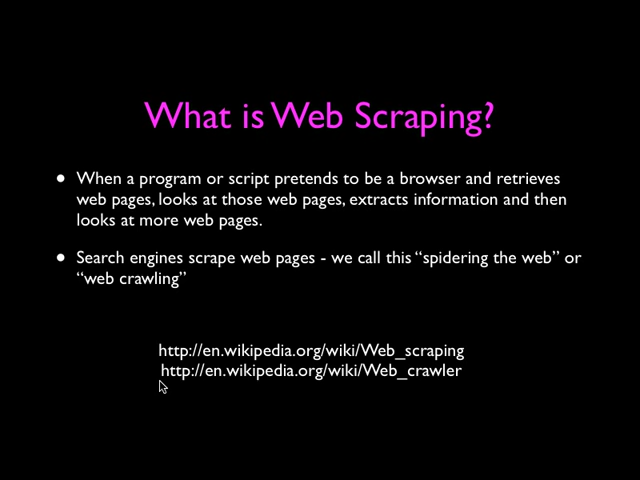 What is Web Scraping?
• When a program or script pretends to be a browser and retrieves
web pages, looks at those web pages, extracts information and then
looks at more web pages.
• Search engines scrape web pages - we call this “spidering the web” or
“web crawling”
http://en.wikipedia.org/wiki/Web_scraping
http://en.wikipedia.org/wiki/Web_crawler